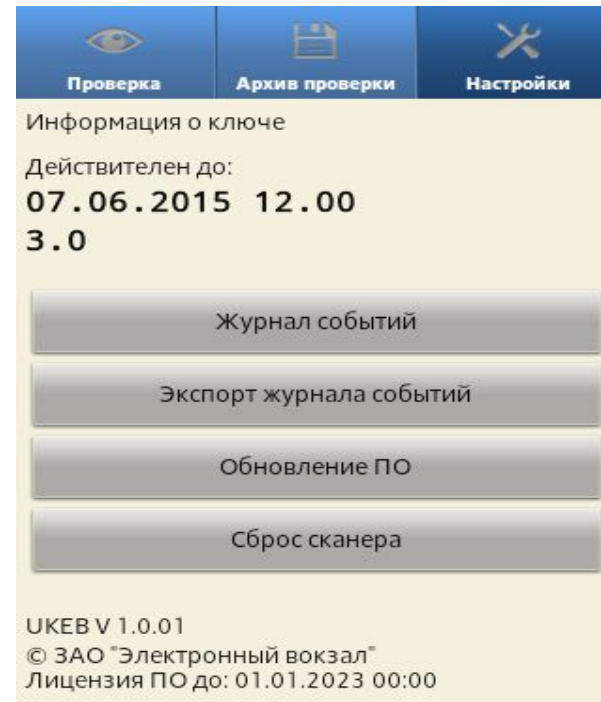 Проверка
Архив проверки
Настройки
Информация о ключе
Действителен до:
07.06.2015 12.00
3.0
Журнал событий
Экспорт журнала событий
Обновление ПО
Сброс сканера
UKEB V 1.0.01
© ЗАО "Электронный вокзал"
Лицензия ПО до: 01.01.2023 00:00